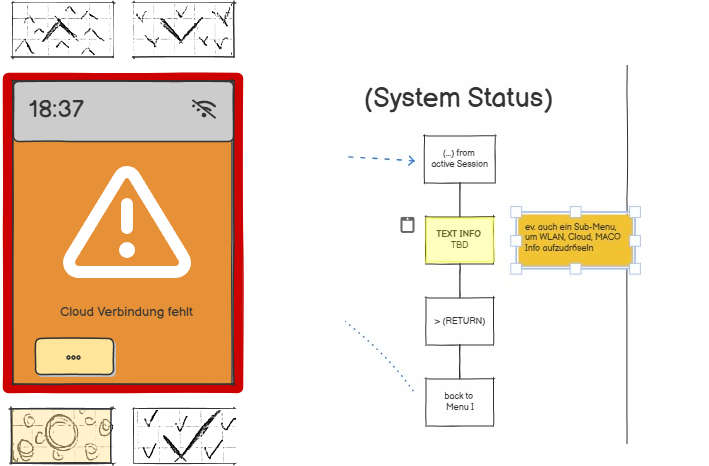 18:37
Cloud Verbindung fehlt
(System Status)
(...) from
active Session
TEXT INFO
TBD
ev. auch ein Sub-Menu,
um WLAN, Cloud, MACO
Info aufzudröseln
> (RETURN)
back to
Menu I